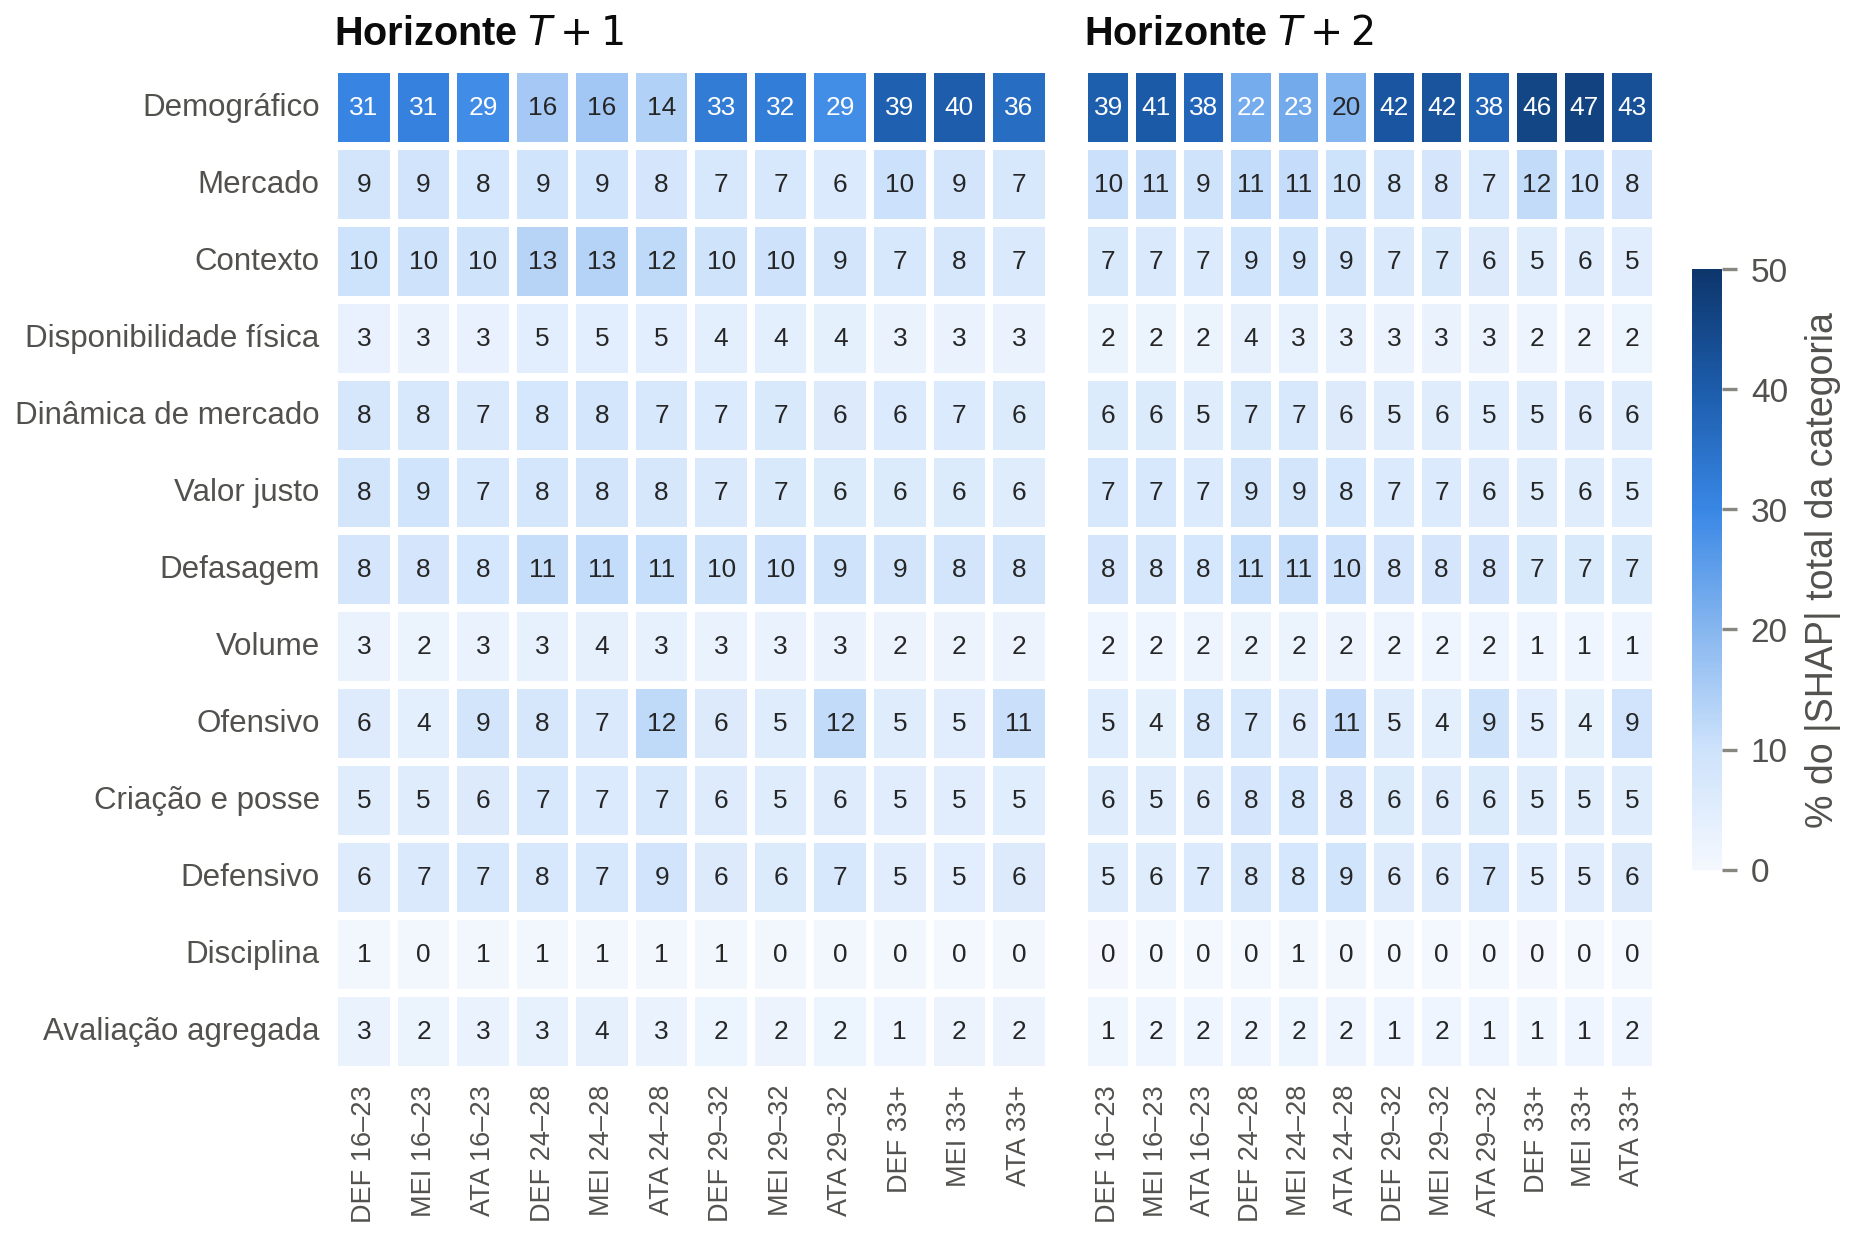 Horizonte T + 1 Horizonte T + 2
Demográfico 31 31 29 16 16 14 33 32 29 39 40 36 39 41 38 22 23 20 42 42 38 46 47 43
Mercado 9 9 8 9 9 8 7 7 6 10 9 7 10 11 9 11 11 10 8 8 7 12 10 8
Contexto 10 10 10 13 13 12 10 10 9 7 8 7 7 7 7 9 9 9 7 7 6 5 6 5
Disponibilidade física 3 3 3 5 5 5 4 4 4 3 3 3 2 2 2 4 3 3 3 3 3 2 2 2
Dinâmica de mercado 8 8 7 8 8 7 7 7 6 6 7 6 6 6 5 7 7 6 5 6 5 5 6 6
Valor justo 8 9 7 8 8 8 7 7 6 6 6 6 7 7 7 9 9 8 7 7 6 5 6 5
Defasagem 8 8 8 11 11 11 10 10 9 9 8 8 8 8 8 11 11 10 8 8 8 7 7 7
Volume 3 2 3 3 4 3 3 3 3 2 2 2 2 2 2 2 2 2 2 2 2 1 1 1
Ofensivo 6 4 9 8 7 12 6 5 12 5 5 11 5 4 8 7 6 11 5 4 9 5 4 9
Criação e posse 5 5 6 7 7 7 6 5 6 5 5 5 6 5 6 8 8 8 6 6 6 5 5 5
Defensivo 6 7 7 8 7 9 6 6 7 5 5 6 5 6 7 8 8 9 6 6 7 5 5 6
Disciplina 1 0 1 1 1 1 1 0 0 0 0 0 0 0 0 0 1 0 0 0 0 0 0 0
Avaliação agregada 3 2 3 3 4 3 2 2 2 1 2 2 1 2 2 2 2 2 1 2 1 1 1 2
DEF 16–23 MEI 16–23 ATA 16–23 DEF 24–28 MEI 24–28 ATA 24–28 DEF 29–32 MEI 29–32 ATA 29–32 DEF 33+ MEI 33+ ATA 33+ DEF 16–23 MEI 16–23 ATA 16–23 DEF 24–28 MEI 24–28 ATA 24–28 DEF 29–32 MEI 29–32 ATA 29–32 DEF 33+ MEI 33+ ATA 33+
50
40
30
20
10
0
% do |SHAP| total da categoria